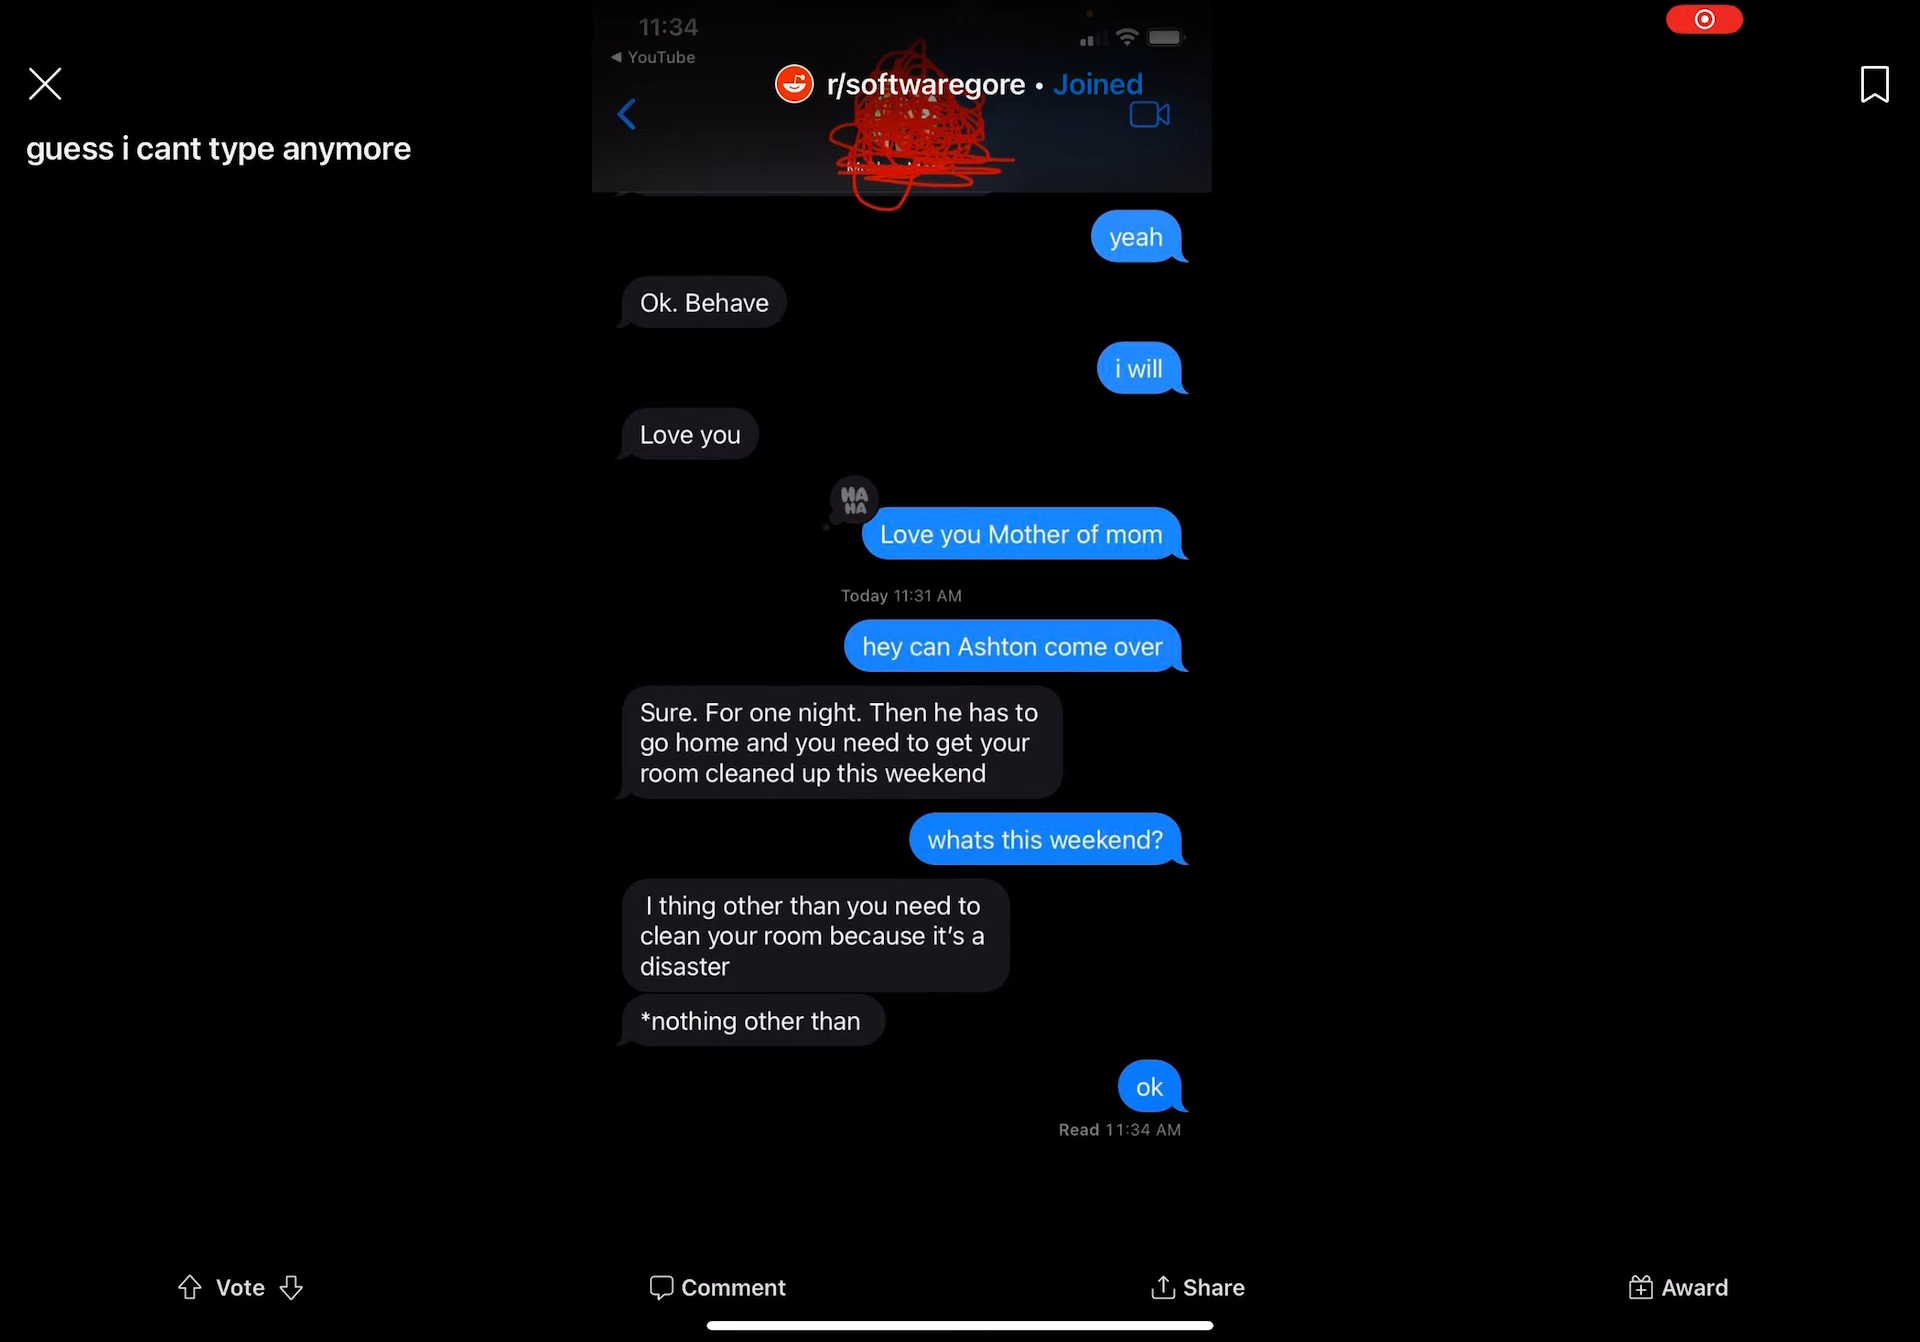 11:34
YouTube
r/softwaregore • Joined
guess i cant type anymore
yeah
Ok. Behave
i will
Love you
HA
HA
Love you Mother of mom
Today 11:31 AM
hey can Ashton come over
Sure. For one night. Then he has to
go home and you need to get your
room cleaned up this weekend
whats this weekend?
I thing other than you need to
clean your room because it’s a
disaster
*nothing other than
ok
Read 11:34 AM
Vote
Comment
Share
Award